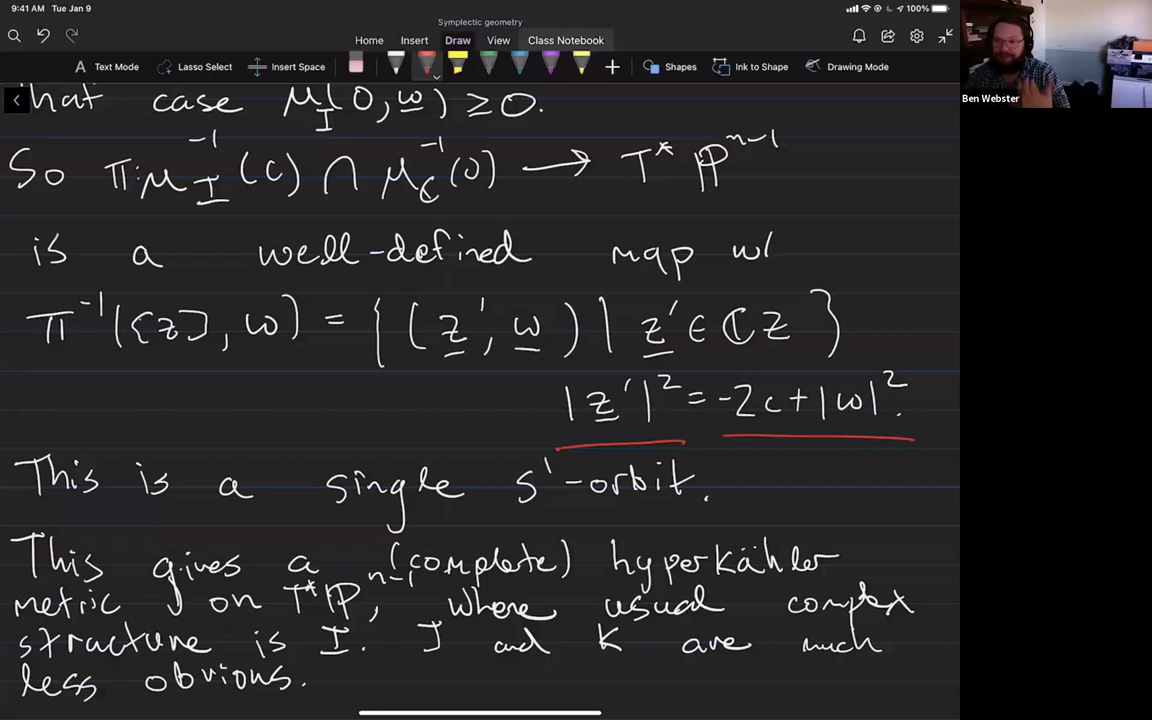 9:41 AM Tue Jan 9
100%
Symplectic geometry
Home Insert Draw View Class Notebook
Text Mode Lasso Select Insert Space Shapes Ink to Shape Drawing Mode
Ben Webster
that case μ_I(0, w) ≥ 0.
So π: μ_I^{-1}(c) ∩ μ_ℂ^{-1}(0) → T*ℙ^{n-1}
is a well-defined map w/
π^{-1}([z], w) = { (z', w) | z' ∈ ℂz }
|z'|² = -2c + |w|².
This is a single S¹-orbit.
This gives a (complete) hyperkähler
metric on T*ℙ^{n-1}, where usual complex
structure is I. J and K are much
less obvious.